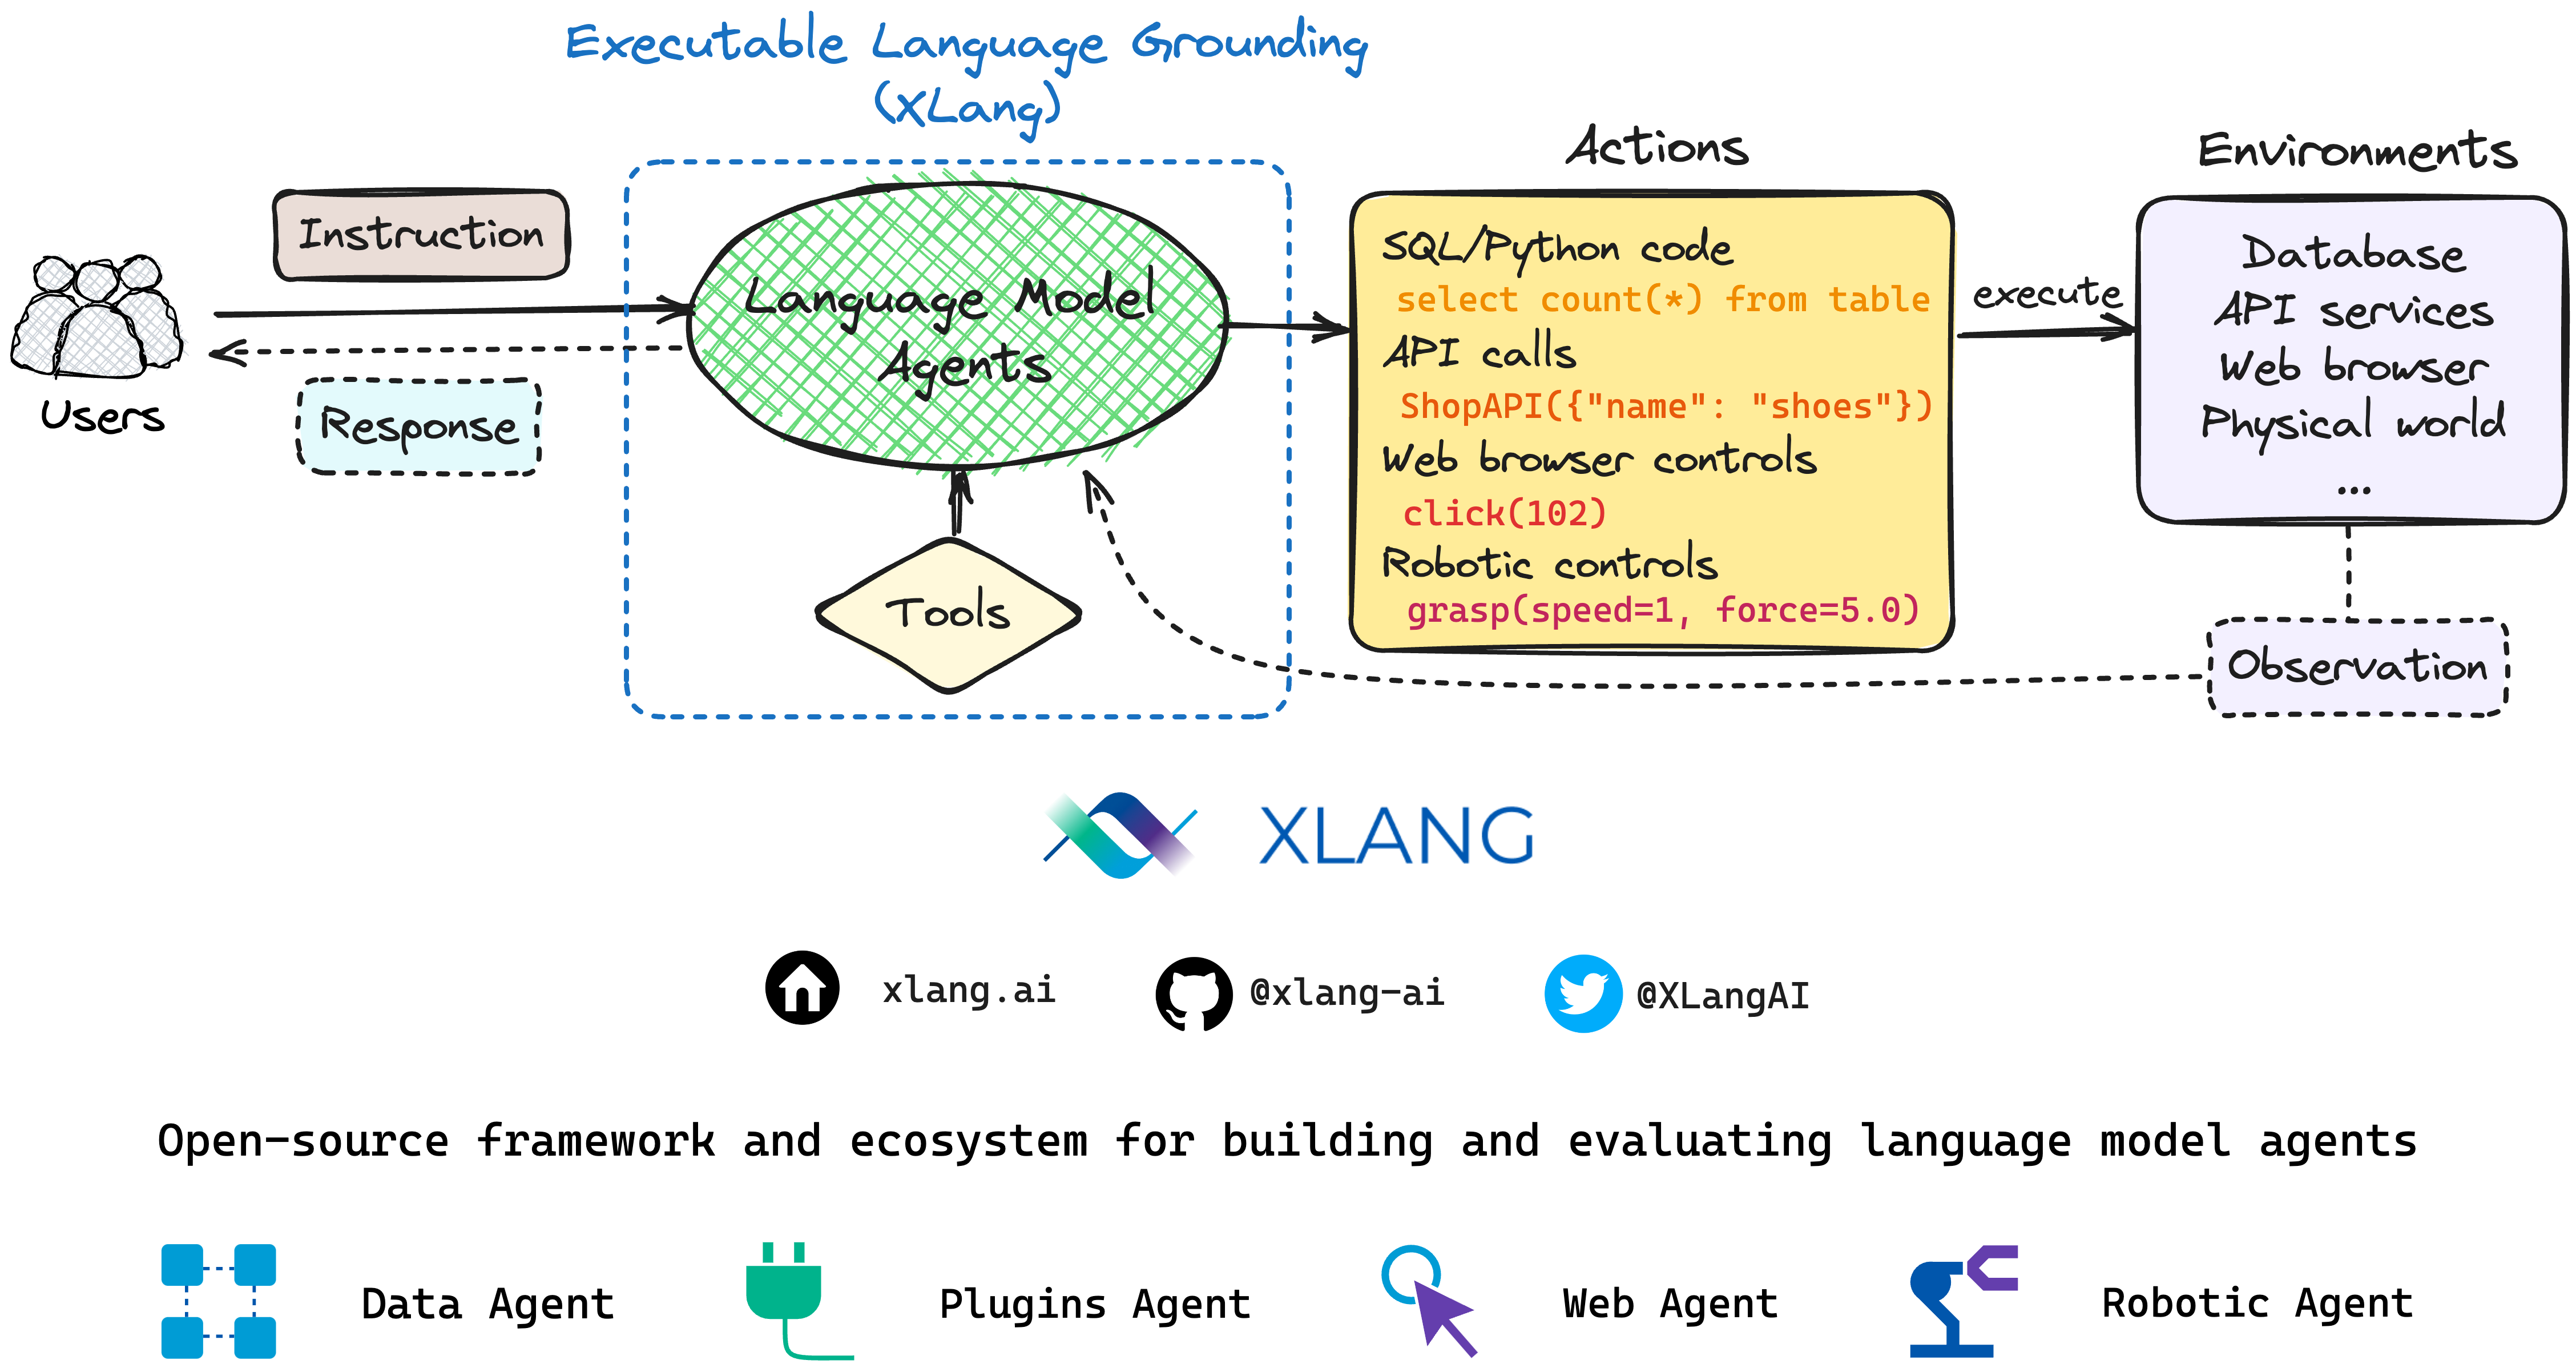 Executable Language Grounding
(XLang)
Actions
Environments
Instruction
Users
Response
Language Model
Agents
Tools
SQL/Python code
select count(*) from table
API calls
ShopAPI({"name": "shoes"})
Web browser controls
click(102)
Robotic controls
grasp(speed=1, force=5.0)
execute
Database
API services
Web browser
Physical world
...
Observation
XLANG
xlang.ai
@xlang-ai
@XLangAI
Open-source framework and ecosystem for building and evaluating language model agents
Data Agent
Plugins Agent
Web Agent
Robotic Agent